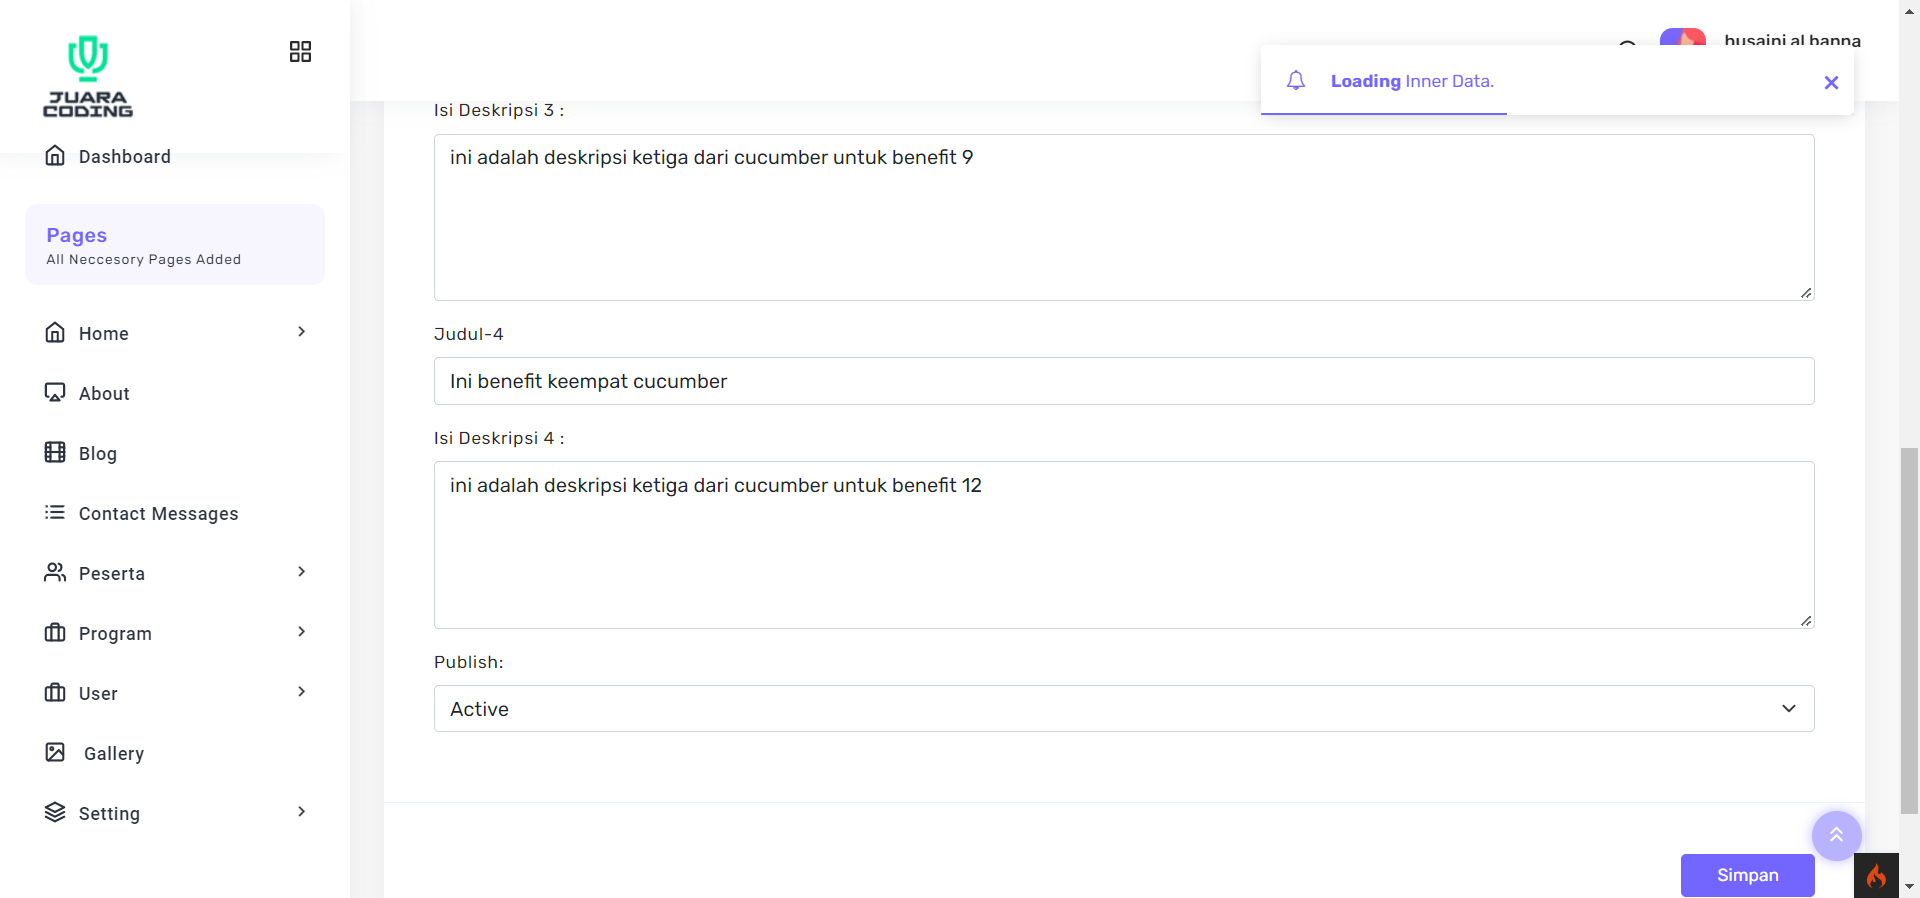 JUARA
CODING
Dashboard
Pages
All Neccesory Pages Added
Home
About
Blog
Contact Messages
Peserta
Program
User
Gallery
Setting
husaini al banna
Loading Inner Data.
Isi Deskripsi 3 :
ini adalah deskripsi ketiga dari cucumber untuk benefit 9
Judul-4
Ini benefit keempat cucumber
Isi Deskripsi 4 :
ini adalah deskripsi ketiga dari cucumber untuk benefit 12
Publish:
Active
Simpan